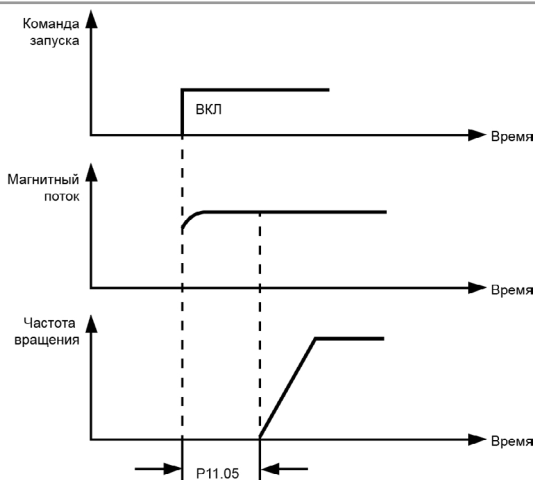 Команда
запуска
ВКЛ
Время
Магнитный
поток
Время
Частота
вращения
Время
P11.05